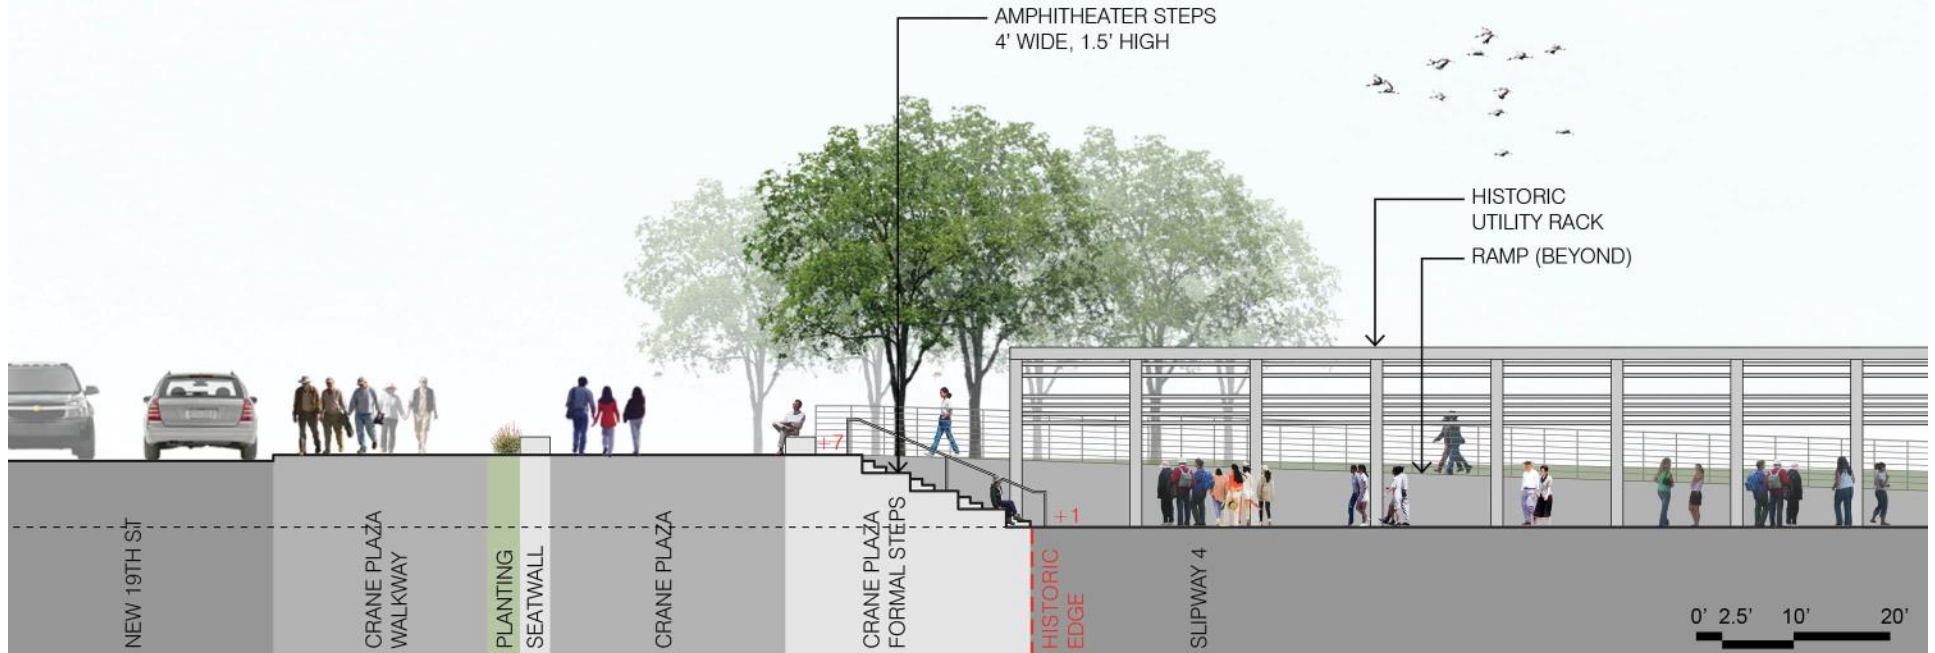 AMPHITHEATER STEPS
4' WIDE, 1.5' HIGH
HISTORIC
UTILITY RACK
RAMP (BEYOND)
+7
+1
NEW 19TH ST
CRANE PLAZA
WALKWAY
PLANTING
SEATWALL
CRANE PLAZA
CRANE PLAZA
FORMAL STEPS
HISTORIC
EDGE
SLIPWAY 4
0' 2.5' 10' 20'